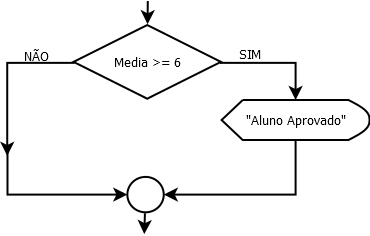 NÃO
SIM
Media >= 6
"Aluno Aprovado"